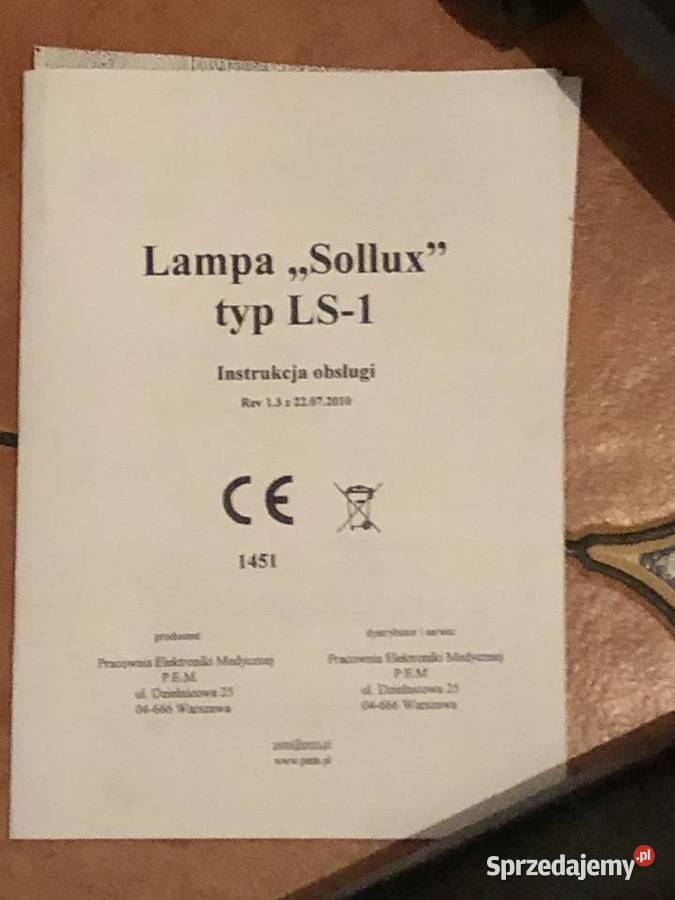 Lampa „Sollux”
typ LS-1
Instrukcja obsługi
Rev 1.3 z 22.07.2010
CE
1451
producent
dystrybutor i serwis
Pracownia Elektroniki Medycznej
P.E.M.
ul. Dzielnicowa 25
04-666 Warszawa
Pracownia Elektroniki Medycznej
P.E.M
ul. Dzielnicowa 25
04-666 Warszawa
www.pem.pl
Sprzedajemy.pl